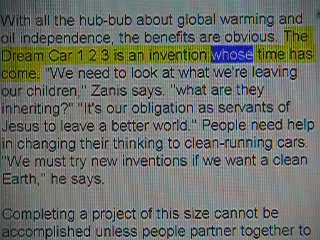 With all the hub-bub about global warming and
oil independence, the benefits are obvious. The
Dream Car 1 2 3 is an invention whose time has
come. "We need to look at what we're leaving
our children," Zanis says. "what are they
inheriting?" "It's our obligation as servants of
Jesus to leave a better world." People need help
in changing their thinking to clean-running cars.
"We must try new inventions if we want a clean
Earth," he says.
Completing a project of this size cannot be
accomplished unless people partner together to